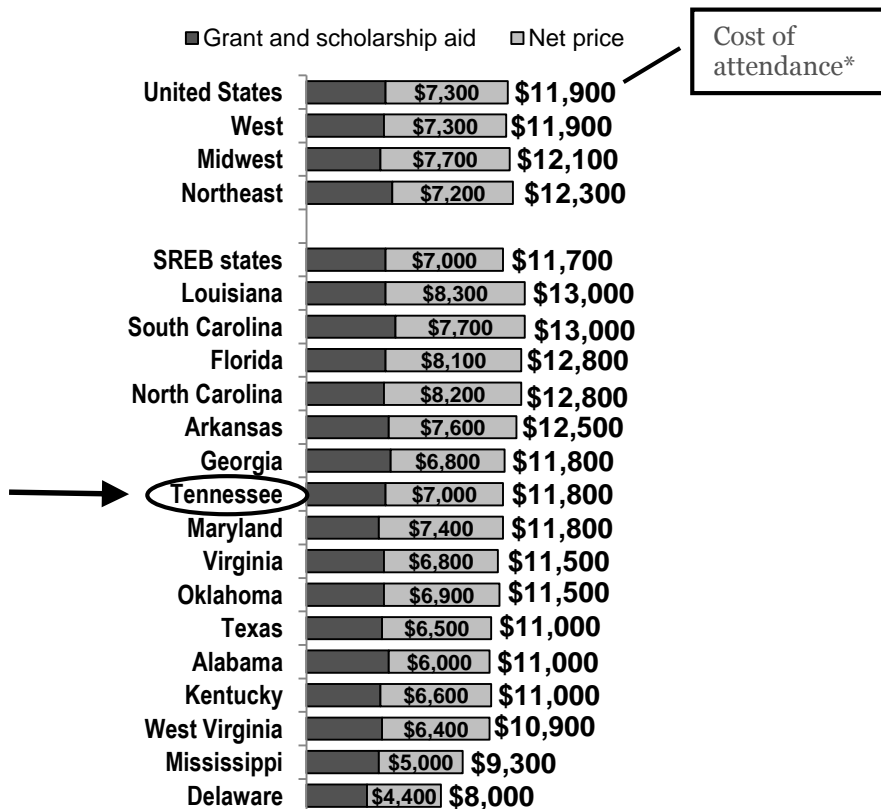 Grant and scholarship aid Net price
Cost of
attendance*
United States $7,300 $11,900
West $7,300 $11,900
Midwest $7,700 $12,100
Northeast $7,200 $12,300
SREB states $7,000 $11,700
Louisiana $8,300 $13,000
South Carolina $7,700 $13,000
Florida $8,100 $12,800
North Carolina $8,200 $12,800
Arkansas $7,600 $12,500
Georgia $6,800 $11,800
Tennessee $7,000 $11,800
Maryland $7,400 $11,800
Virginia $6,800 $11,500
Oklahoma $6,900 $11,500
Texas $6,500 $11,000
Alabama $6,000 $11,000
Kentucky $6,600 $11,000
West Virginia $6,400 $10,900
Mississippi $5,000 $9,300
Delaware $4,400 $8,000